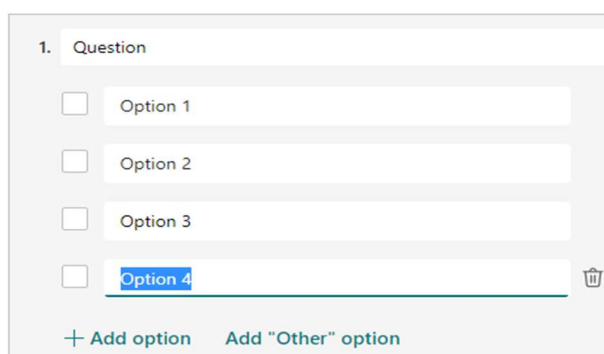 1. Question
Option 1
Option 2
Option 3
Option 4
+ Add option Add "Other" option